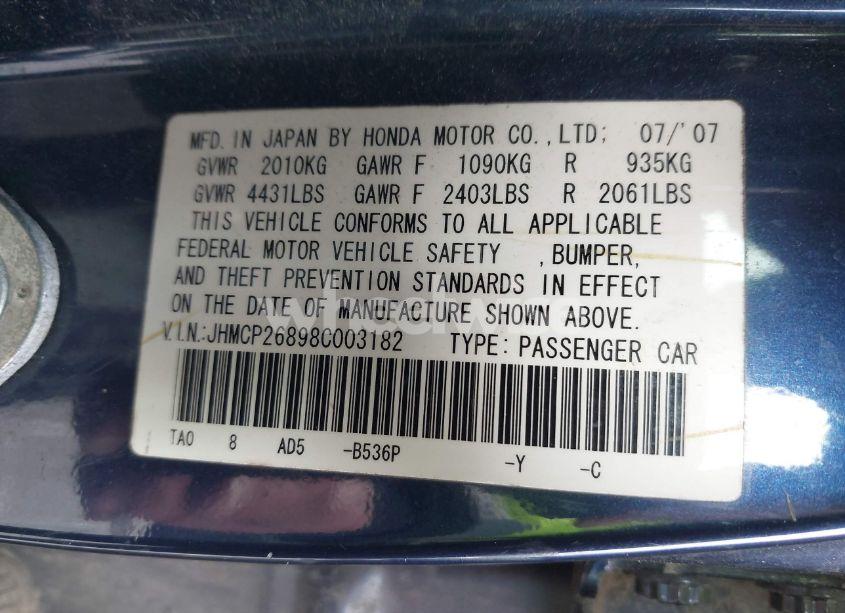 MFD. IN JAPAN BY HONDA MOTOR CO., LTD; 07/'07
GVWR 2010KG GAWR F 1090KG R 935KG
GVWR 4431LBS GAWR F 2403LBS R 2061LBS
THIS VEHICLE CONFORMS TO ALL APPLICABLE
FEDERAL MOTOR VEHICLE SAFETY , BUMPER,
AND THEFT PREVENTION STANDARDS IN EFFECT
ON THE DATE OF MANUFACTURE SHOWN ABOVE.
V.I.N.:JHMCP26898C003182 TYPE: PASSENGER CAR
TA0 8 AD5 -B536P -Y -C